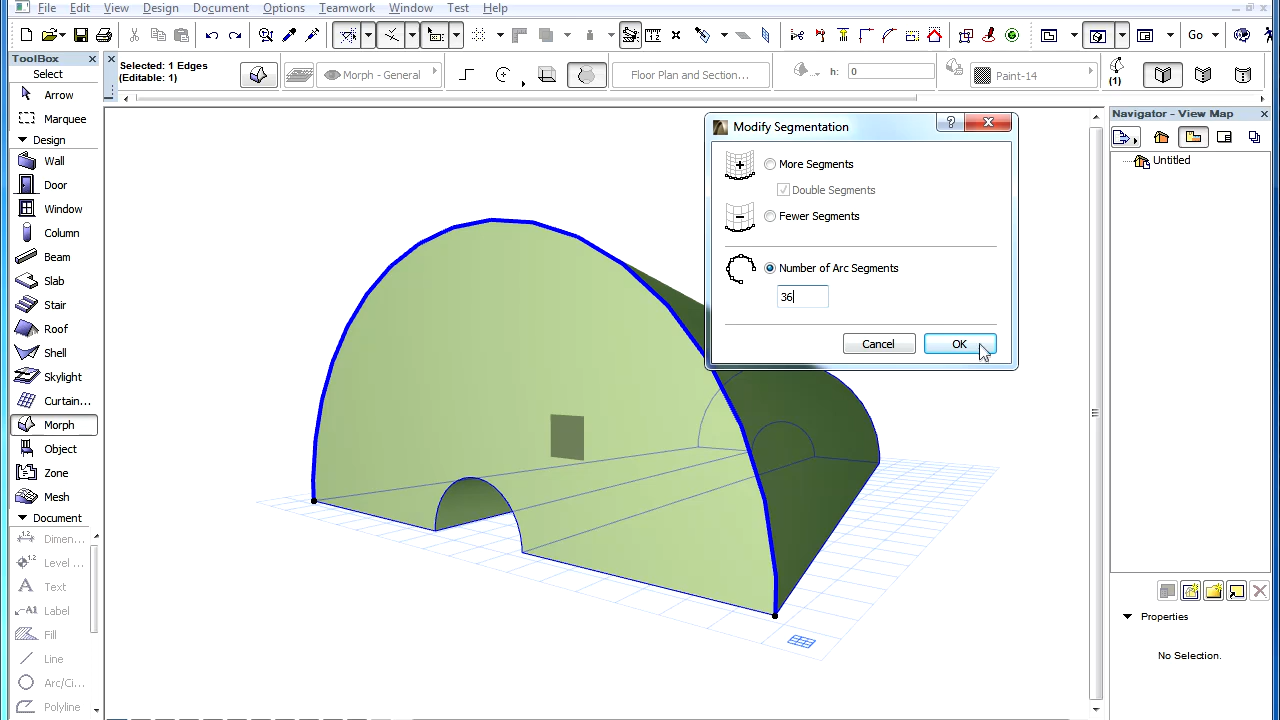 File Edit View Design Document Options Teamwork Window Test Help
Go
ToolBox
Select
Arrow
Marquee
Design
Wall
Door
Window
Column
Beam
Slab
Stair
Roof
Shell
Skylight
Curtain...
Morph
Object
Zone
Mesh
Document
Dimen...
1.2 Level ...
A Text
A1 Label
Fill
Line
Arc/Ci...
Polyline
Selected: 1 Edges
(Editable: 1)
Morph - General
Floor Plan and Section...
h: 0
Paint-14
(1)
Modify Segmentation
More Segments
Double Segments
Fewer Segments
Number of Arc Segments
36
Cancel OK
Navigator - View Map
Untitled
Properties
No Selection.